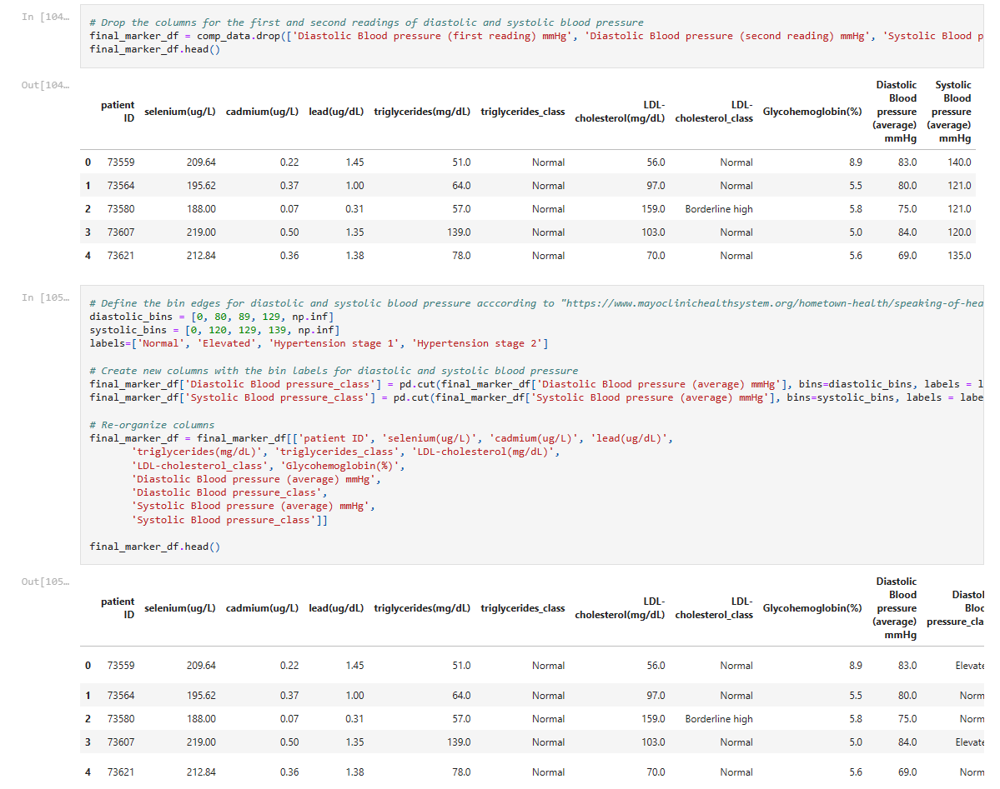 In [104…
# Drop the columns for the first and second readings of diastolic and systolic blood pressure
final_marker_df = comp_data.drop(['Diastolic Blood pressure (first reading) mmHg', 'Diastolic Blood pressure (second reading) mmHg', 'Systolic Blood p
final_marker_df.head()
Out[104…
patient ID selenium(ug/L) cadmium(ug/L) lead(ug/dL) triglycerides(mg/dL) triglycerides_class LDL-cholesterol(mg/dL) LDL-cholesterol_class Glycohemoglobin(%) Diastolic Blood pressure (average) mmHg Systolic Blood pressure (average) mmHg
0 73559 209.64 0.22 1.45 51.0 Normal 56.0 Normal 8.9 83.0 140.0
1 73564 195.62 0.37 1.00 64.0 Normal 97.0 Normal 5.5 80.0 121.0
2 73580 188.00 0.07 0.31 57.0 Normal 159.0 Borderline high 5.8 75.0 121.0
3 73607 219.00 0.50 1.35 139.0 Normal 103.0 Normal 5.0 84.0 120.0
4 73621 212.84 0.36 1.38 78.0 Normal 70.0 Normal 5.6 69.0 135.0
In [105…
# Define the bin edges for diastolic and systolic blood pressure acccording to "https://www.mayoclinichealthsystem.org/hometown-health/speaking-of-hea
diastolic_bins = [0, 80, 89, 129, np.inf]
systolic_bins = [0, 120, 129, 139, np.inf]
labels=['Normal', 'Elevated', 'Hypertension stage 1', 'Hypertension stage 2']
# Create new columns with the bin labels for diastolic and systolic blood pressure
final_marker_df['Diastolic Blood pressure_class'] = pd.cut(final_marker_df['Diastolic Blood pressure (average) mmHg'], bins=diastolic_bins, labels = l
final_marker_df['Systolic Blood pressure_class'] = pd.cut(final_marker_df['Systolic Blood pressure (average) mmHg'], bins=systolic_bins, labels = labe
# Re-organize columns
final_marker_df = final_marker_df[['patient ID', 'selenium(ug/L)', 'cadmium(ug/L)', 'lead(ug/dL)',
'triglycerides(mg/dL)', 'triglycerides_class', 'LDL-cholesterol(mg/dL)',
'LDL-cholesterol_class', 'Glycohemoglobin(%)',
'Diastolic Blood pressure (average) mmHg',
'Diastolic Blood pressure_class',
'Systolic Blood pressure (average) mmHg',
'Systolic Blood pressure_class']]
final_marker_df.head()
Out[105…
patient ID selenium(ug/L) cadmium(ug/L) lead(ug/dL) triglycerides(mg/dL) triglycerides_class LDL-cholesterol(mg/dL) LDL-cholesterol_class Glycohemoglobin(%) Diastolic Blood pressure (average) mmHg Diastol Bloo pressure_cla
0 73559 209.64 0.22 1.45 51.0 Normal 56.0 Normal 8.9 83.0 Elevate
1 73564 195.62 0.37 1.00 64.0 Normal 97.0 Normal 5.5 80.0 Norm
2 73580 188.00 0.07 0.31 57.0 Normal 159.0 Borderline high 5.8 75.0 Norm
3 73607 219.00 0.50 1.35 139.0 Normal 103.0 Normal 5.0 84.0 Elevate
4 73621 212.84 0.36 1.38 78.0 Normal 70.0 Normal 5.6 69.0 Norm